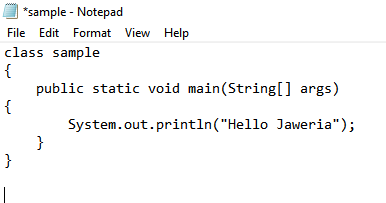 *sample - Notepad
File Edit Format View Help
class sample
{
    public static void main(String[] args)
{
        System.out.println("Hello Jaweria");
    }
}